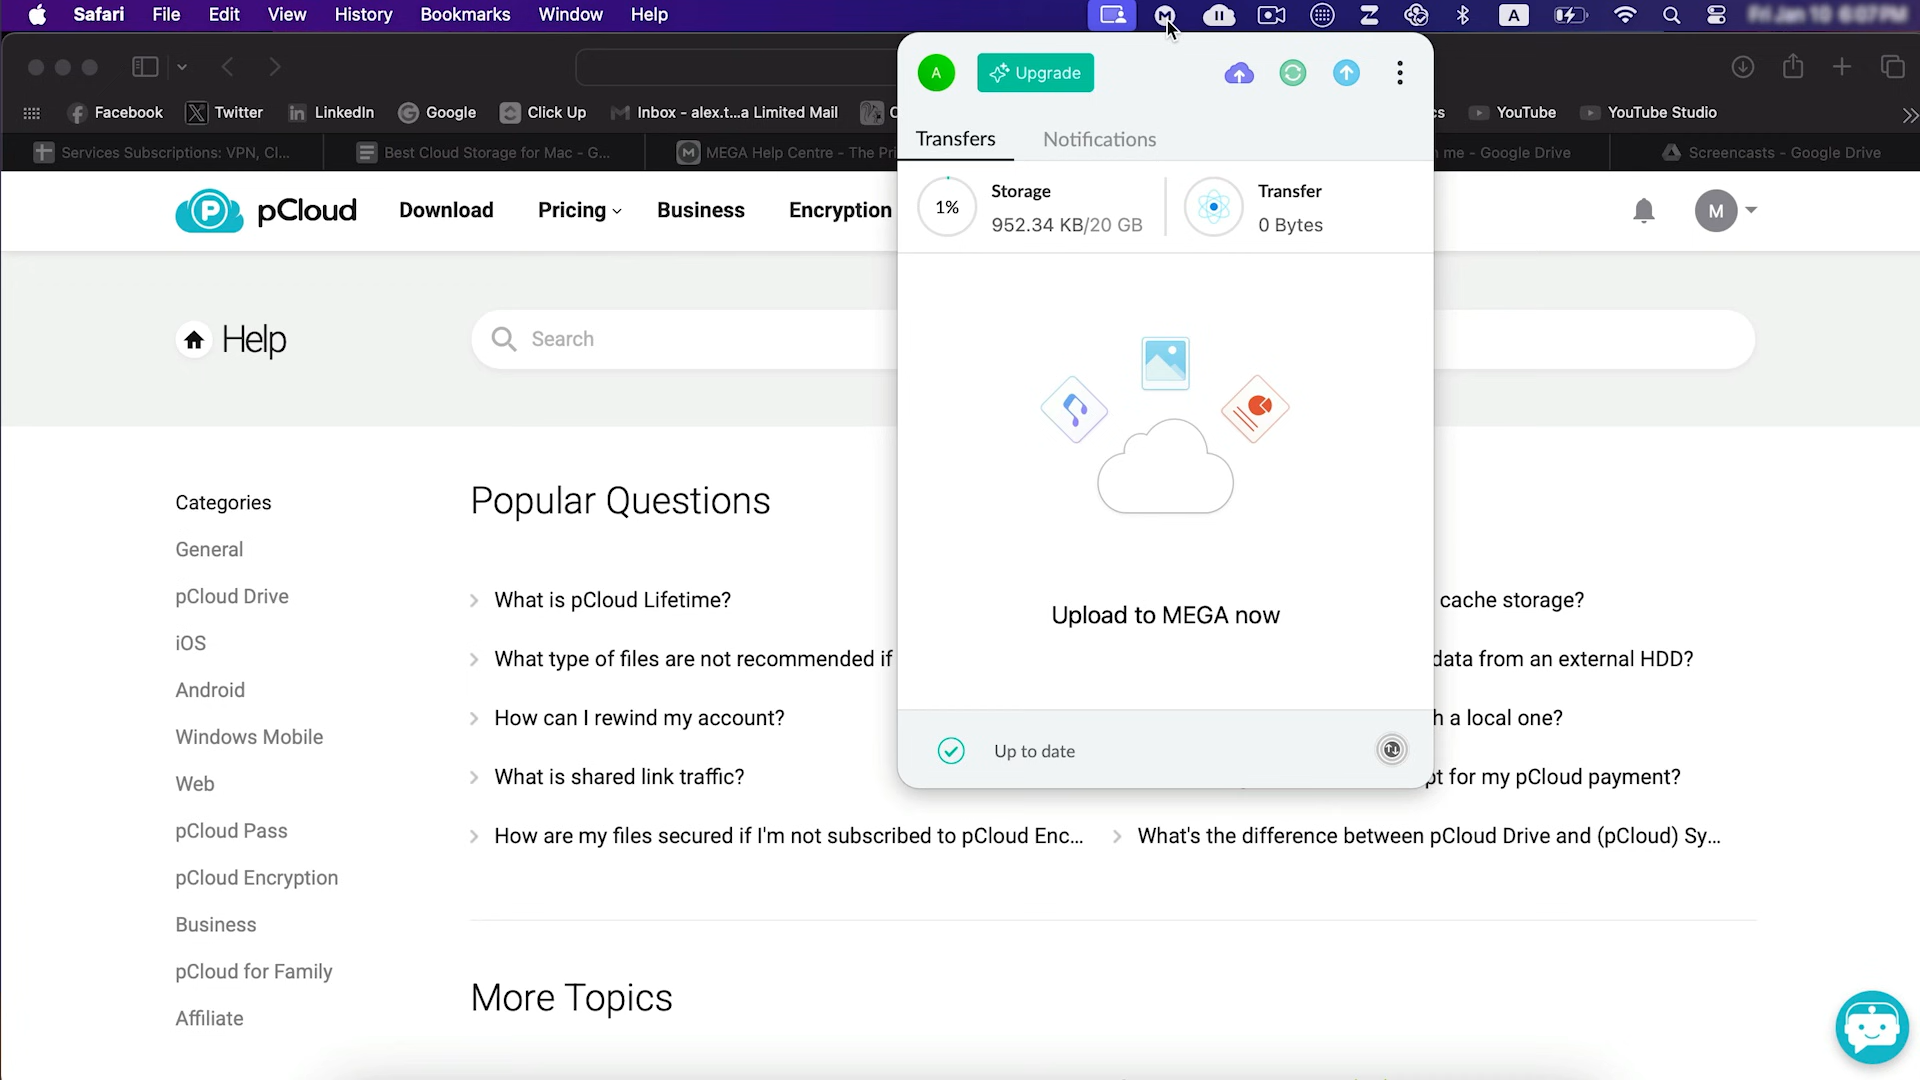 Safari File Edit View History Bookmarks Window Help
A
A Upgrade
Facebook Twitter LinkedIn Google Click Up Inbox - alex.t...a Limited Mail YouTube YouTube Studio
Transfers Notifications
Services Subscriptions: VPN, Cl... Best Cloud Storage for Mac - G... MEGA Help Centre - The Pri me - Google Drive Screencasts - Google Drive
pCloud Download Pricing Business Encryption
M
1%
Storage
952.34 KB/20 GB
Transfer
0 Bytes
Help
Search
Upload to MEGA now
Up to date
Categories
General
pCloud Drive
iOS
Android
Windows Mobile
Web
pCloud Pass
pCloud Encryption
Business
pCloud for Family
Affiliate
Popular Questions
What is pCloud Lifetime?
cache storage?
What type of files are not recommended if
data from an external HDD?
How can I rewind my account?
h a local one?
What is shared link traffic?
pt for my pCloud payment?
How are my files secured if I'm not subscribed to pCloud Enc...
What's the difference between pCloud Drive and (pCloud) Sy...
More Topics